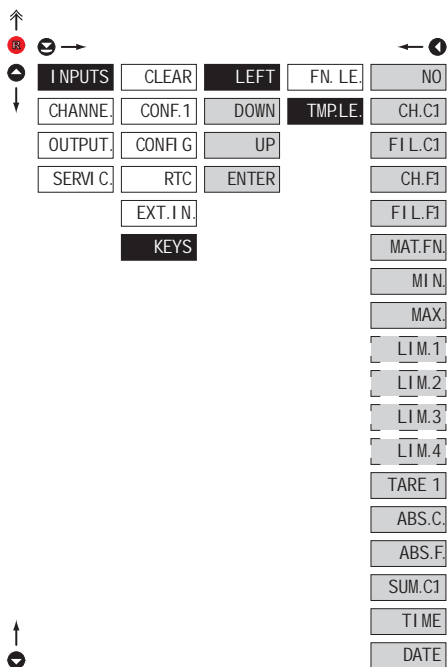 R
INPUTS CLEAR LEFT FN. LE. NO
CHANNE. CONF.1 DOWN TMP.LE. CH.C1
OUTPUT. CONFIG UP FIL.C1
SERVIC. RTC ENTER CH.F1
EXT.IN. FIL.F1
KEYS MAT.FN.
MIN.
MAX.
LIM.1
LIM.2
LIM.3
LIM.4
TARE 1
ABS.C.
ABS.F.
SUM.C1
TIME
DATE